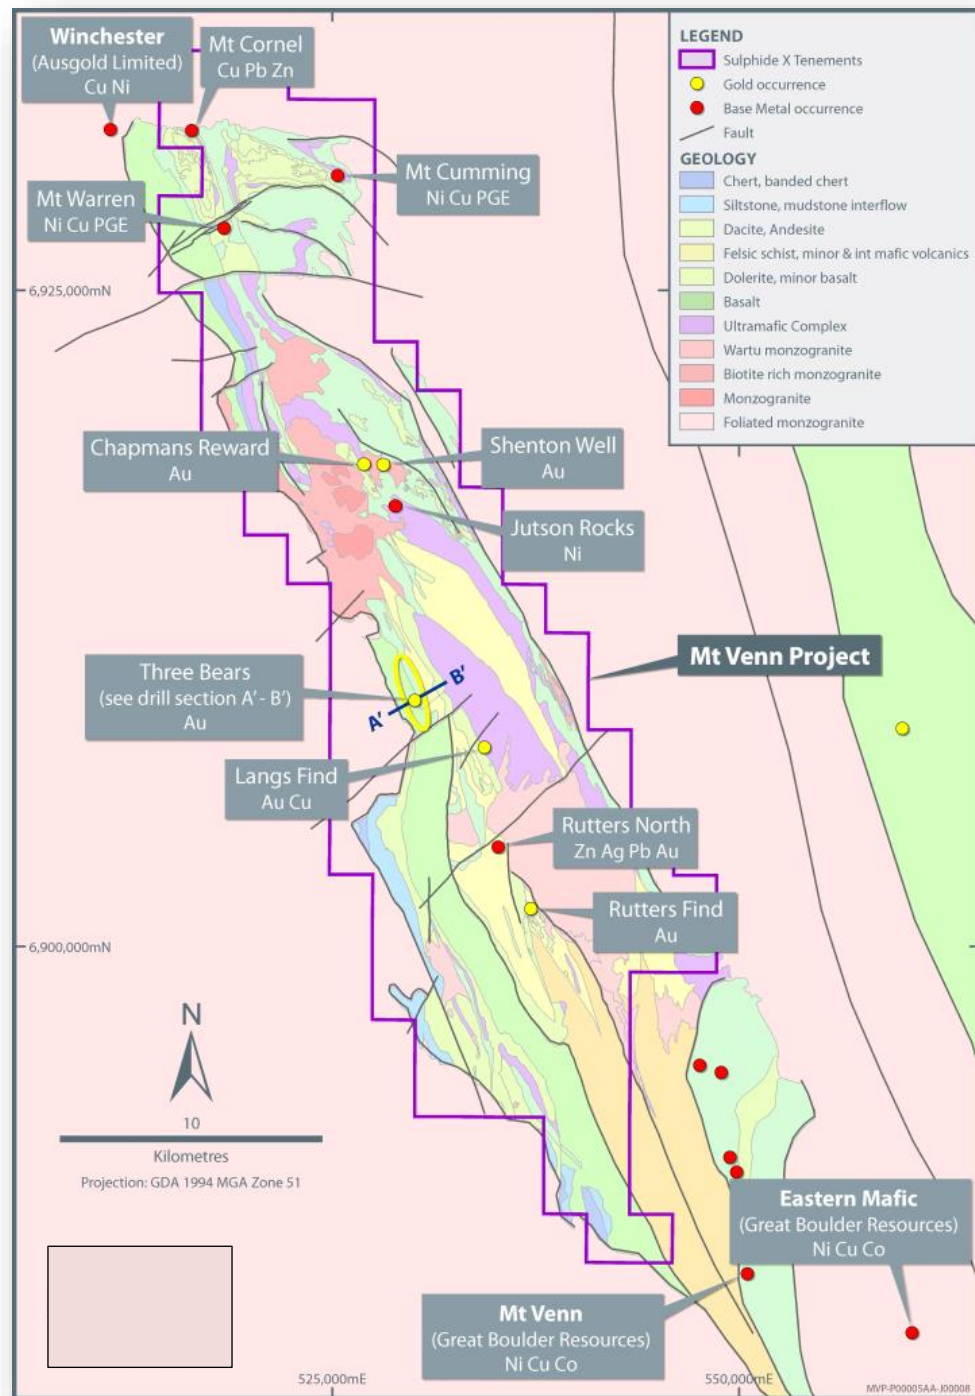 Winchester
(Ausgold Limited)
Cu Ni
Mt Cornel
Cu Pb Zn
Mt Cumming
Ni Cu PGE
Mt Warren
Ni Cu PGE
6,925,000mN
LEGEND
Sulphide X Tenements
Gold occurrence
Base Metal occurrence
Fault
GEOLOGY
Chert, banded chert
Siltstone, mudstone interflow
Dacite, Andesite
Felsic schist, minor & int mafic volcanics
Dolerite, minor basalt
Basalt
Ultramafic Complex
Wartu monzogranite
Biotite rich monzogranite
Monzogranite
Foliated monzogranite
Chapmans Reward
Au
Shenton Well
Au
Jutson Rocks
Ni
Mt Venn Project
Three Bears
(see drill section A' - B')
Au
A'
B'
Langs Find
Au Cu
Rutters North
Zn Ag Pb Au
Rutters Find
Au
6,900,000mN
N
10
Kilometres
Projection: GDA 1994 MGA Zone 51
Eastern Mafic
(Great Boulder Resources)
Ni Cu Co
Mt Venn
(Great Boulder Resources)
Ni Cu Co
525,000mE
550,000mE
MVP-P00005AA-J00098